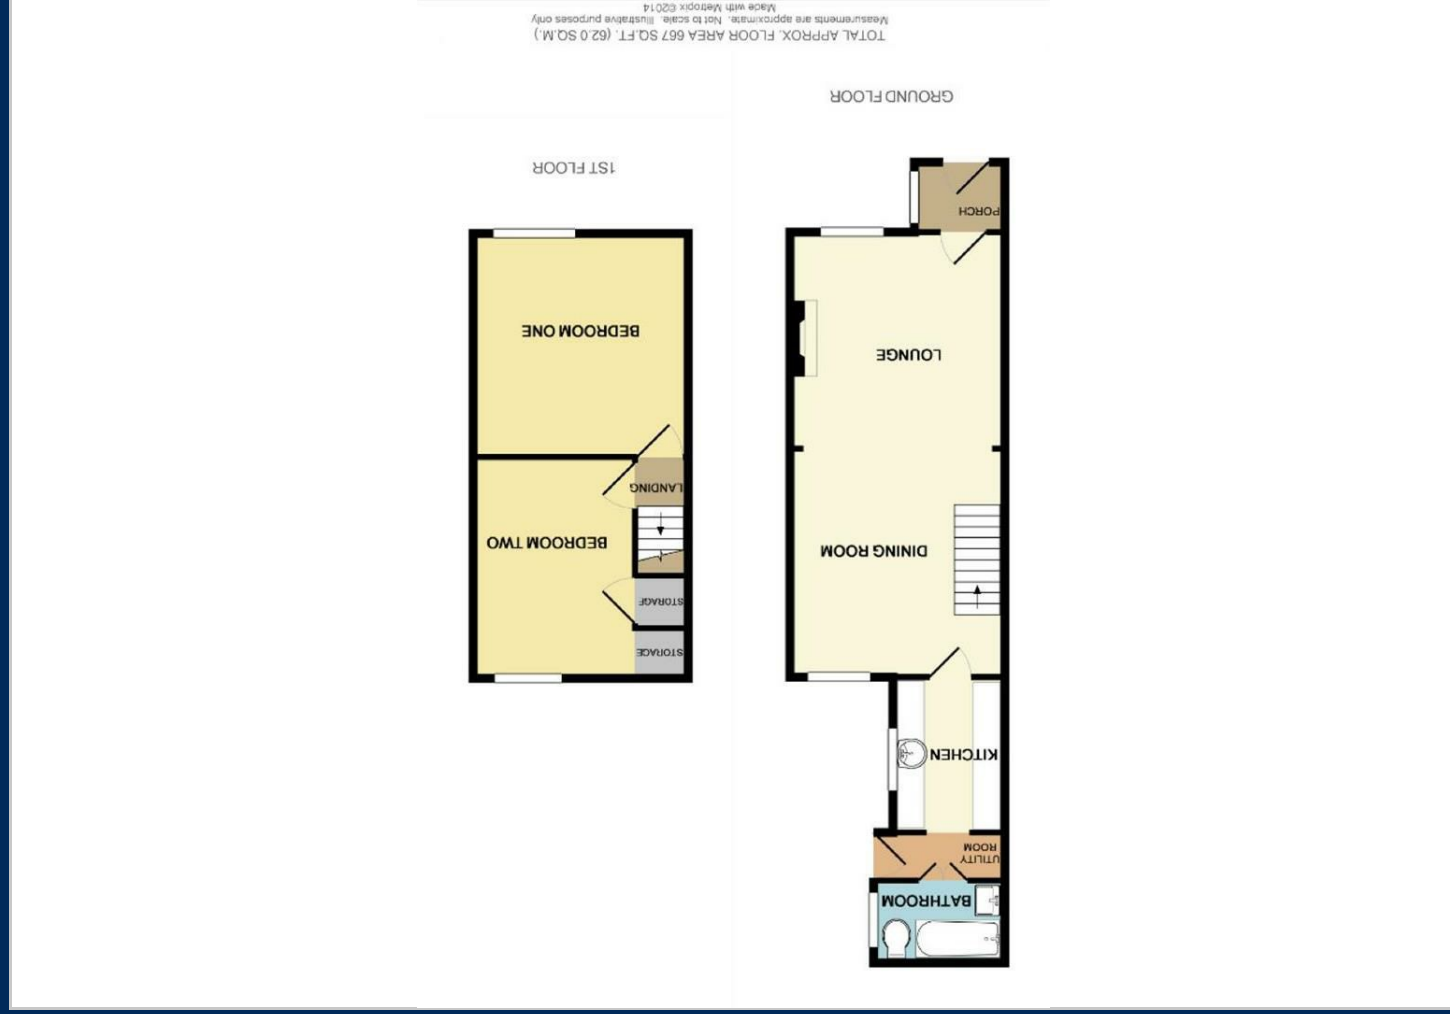 BATHROOM
UTILITY
ROOM
KITCHEN
DINING ROOM
LOUNGE
PORCH
GROUND FLOOR
STORAGE
STORAGE
BEDROOM TWO
LANDING
BEDROOM ONE
1ST FLOOR
TOTAL APPROX. FLOOR AREA 667 SQ.FT. (62.0 SQ.M.)
Measurements are approximate. Not to scale. Illustrative purposes only
Made with Metropix ©2014